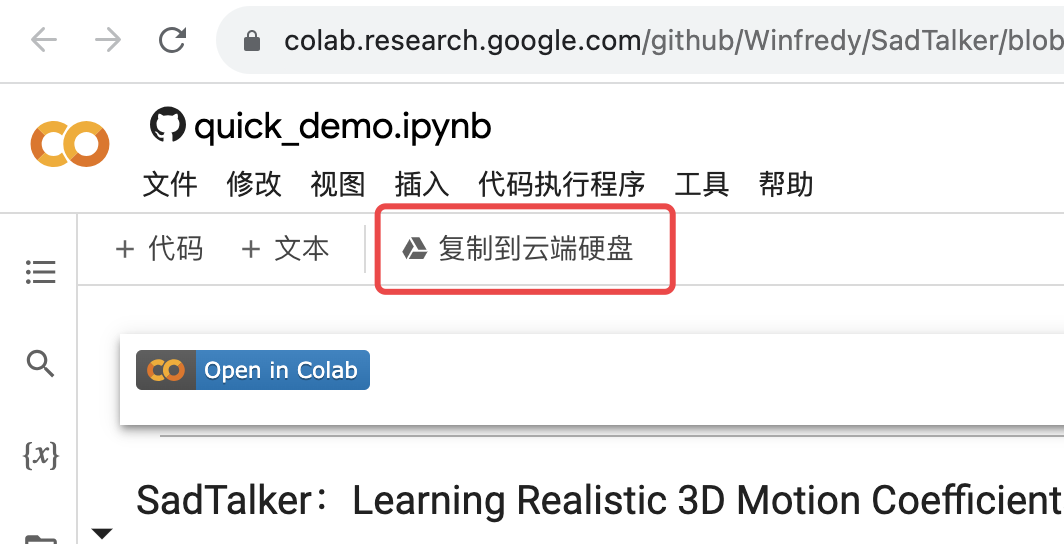 colab.research.google.com/github/Winfredy/SadTalker/blob
quick_demo.ipynb
文件 修改 视图 插入 代码执行程序 工具 帮助
+ 代码 + 文本 复制到云端硬盘
Open in Colab
{x}
SadTalker：Learning Realistic 3D Motion Coefficient